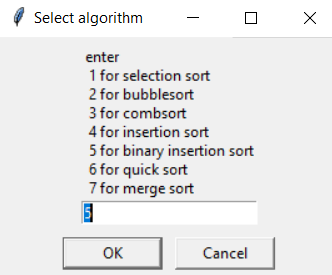 Select algorithm
enter
1 for selection sort
2 for bubblesort
3 for combsort
4 for insertion sort
5 for binary insertion sort
6 for quick sort
7 for merge sort
5
OK Cancel